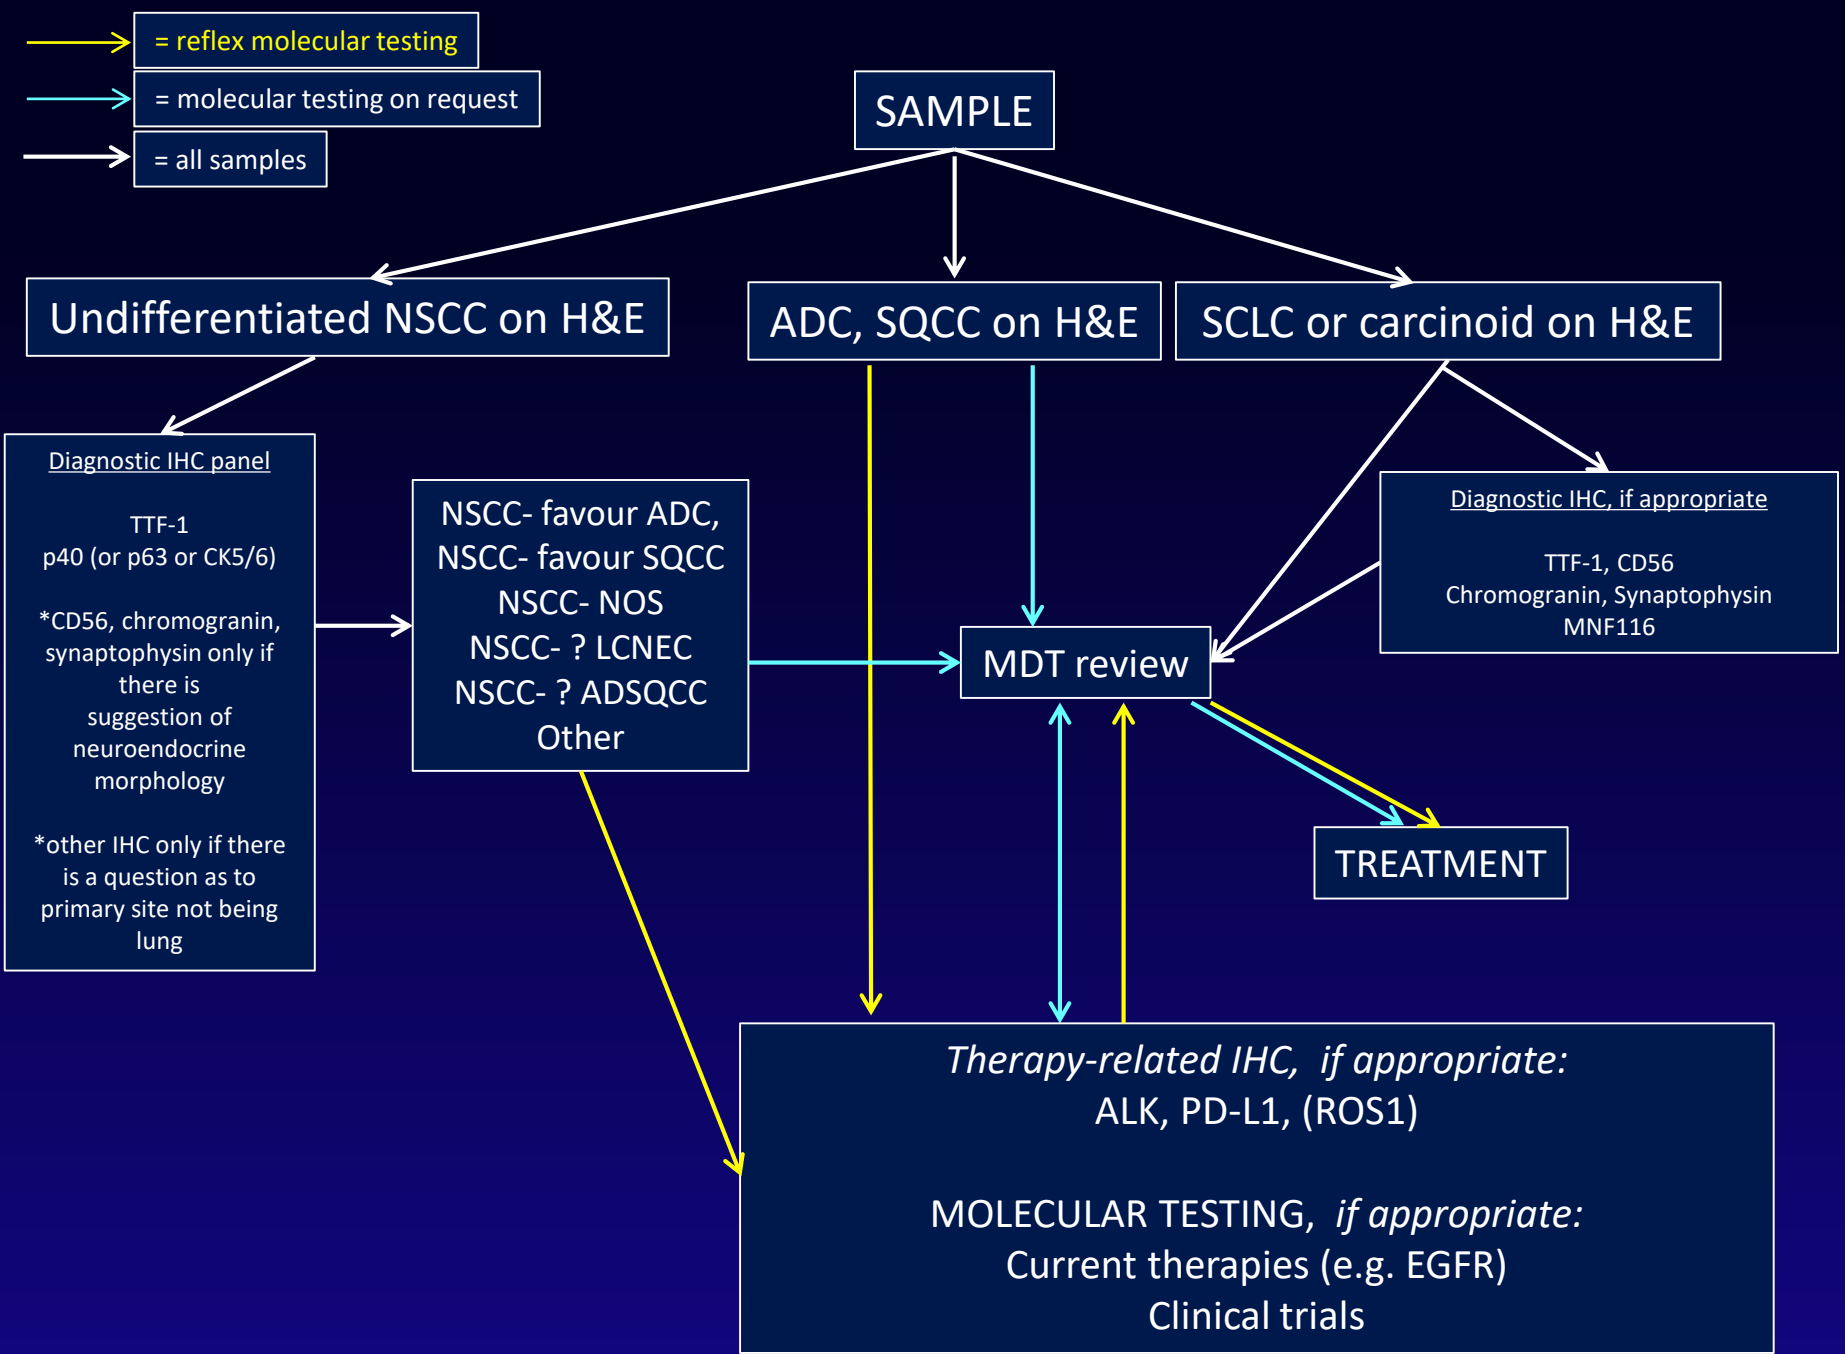 = reflex molecular testing
= molecular testing on request
= all samples
SAMPLE
Undifferentiated NSCC on H&E
ADC, SQCC on H&E
SCLC or carcinoid on H&E
Diagnostic IHC panel
TTF-1
p40 (or p63 or CK5/6)
*CD56, chromogranin,
synaptophysin only if
there is
suggestion of
neuroendocrine
morphology
*other IHC only if there
is a question as to
primary site not being
lung
NSCC- favour ADC,
NSCC- favour SQCC
NSCC- NOS
NSCC- ? LCNEC
NSCC- ? ADSQCC
Other
Diagnostic IHC, if appropriate
TTF-1, CD56
Chromogranin, Synaptophysin
MNF116
MDT review
TREATMENT
Therapy-related IHC, if appropriate:
ALK, PD-L1, (ROS1)
MOLECULAR TESTING, if appropriate:
Current therapies (e.g. EGFR)
Clinical trials